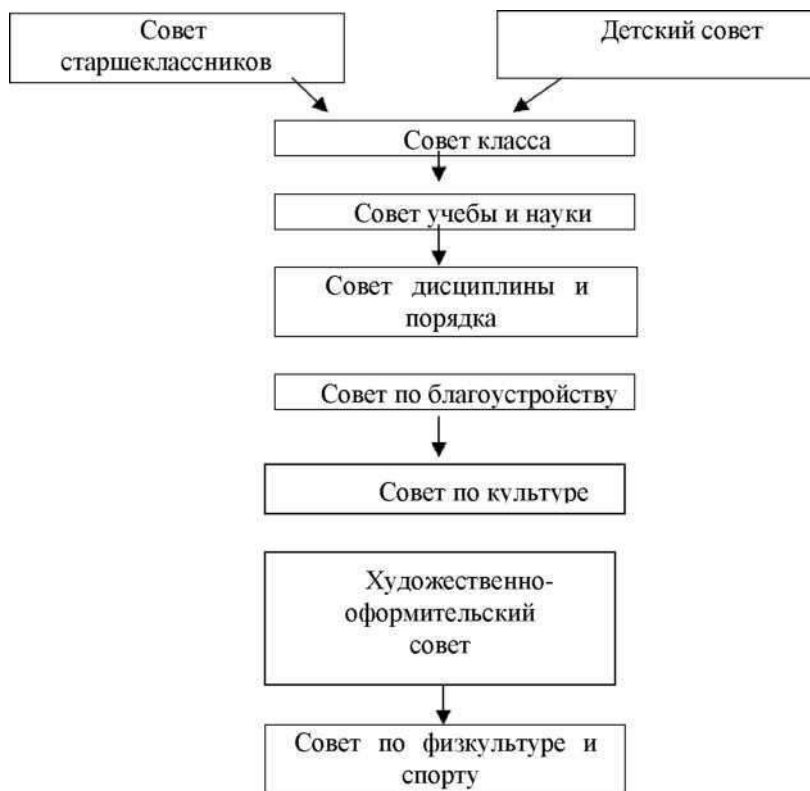 Совет
старшеклассников
Детский совет
Совет класса
Совет учебы и науки
Совет дисциплины и
порядка
Совет по благоустройству
Совет по культуре
Художественно-
оформительский
совет
Совет по физкультуре и
спорту